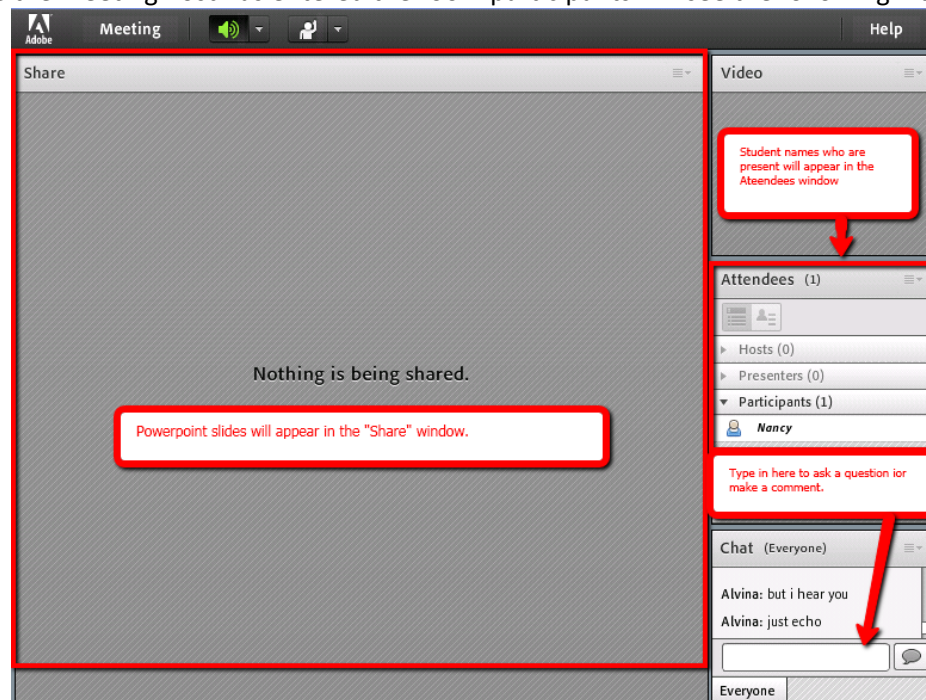 Adobe Meeting Help
Share
Video
Student names who are
present will appear in the
Ateendees window
Attendees (1)
Hosts (0)
Presenters (0)
Nothing is being shared.
Participants (1)
Nancy
Powerpoint slides will appear in the "Share" window.
Type in here to ask a question ior
make a comment.
Chat (Everyone)
Alvina: but i hear you
Alvina: just echo
Everyone